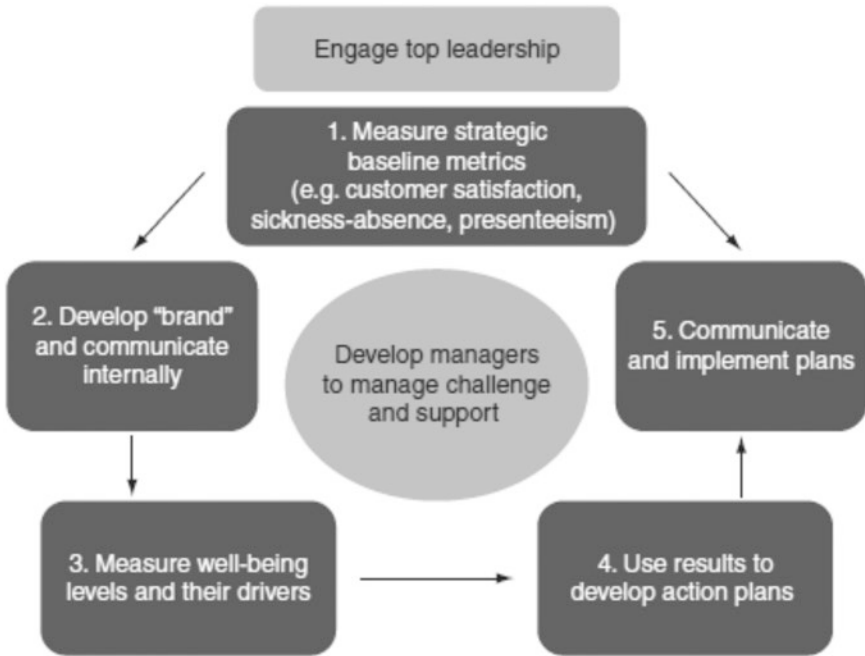 Engage top leadership
1. Measure strategic
baseline metrics
(e.g. customer satisfaction,
sickness-absence, presenteeism)
2. Develop “brand”
and communicate
internally
Develop managers
to manage challenge
and support
5. Communicate
and implement plans
3. Measure well-being
levels and their drivers
4. Use results to
develop action plans